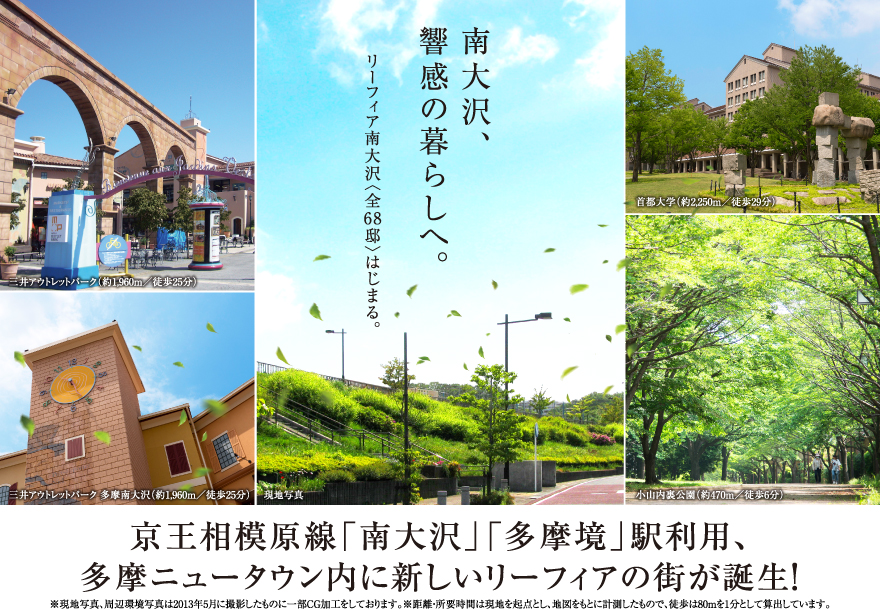 南大沢、
響感の暮らしへ。
リーフィア南大沢〈全68邸〉はじまる。
三井アウトレットパーク（約1,960m／徒歩25分）
三井アウトレットパーク 多摩南大沢（約1,960m／徒歩25分）
現地写真
首都大学（約2,250m／徒歩29分）
小山内裏公園（約470m／徒歩6分）
京王相模原線「南大沢」「多摩境」駅利用、
多摩ニュータウン内に新しいリーフィアの街が誕生!
※現地写真、周辺環境写真は2013年5月に撮影したものに一部CG加工をしております。※距離・所要時間は現地を起点とし、地図をもとに計測したもので、徒歩は80mを1分として算出しています。